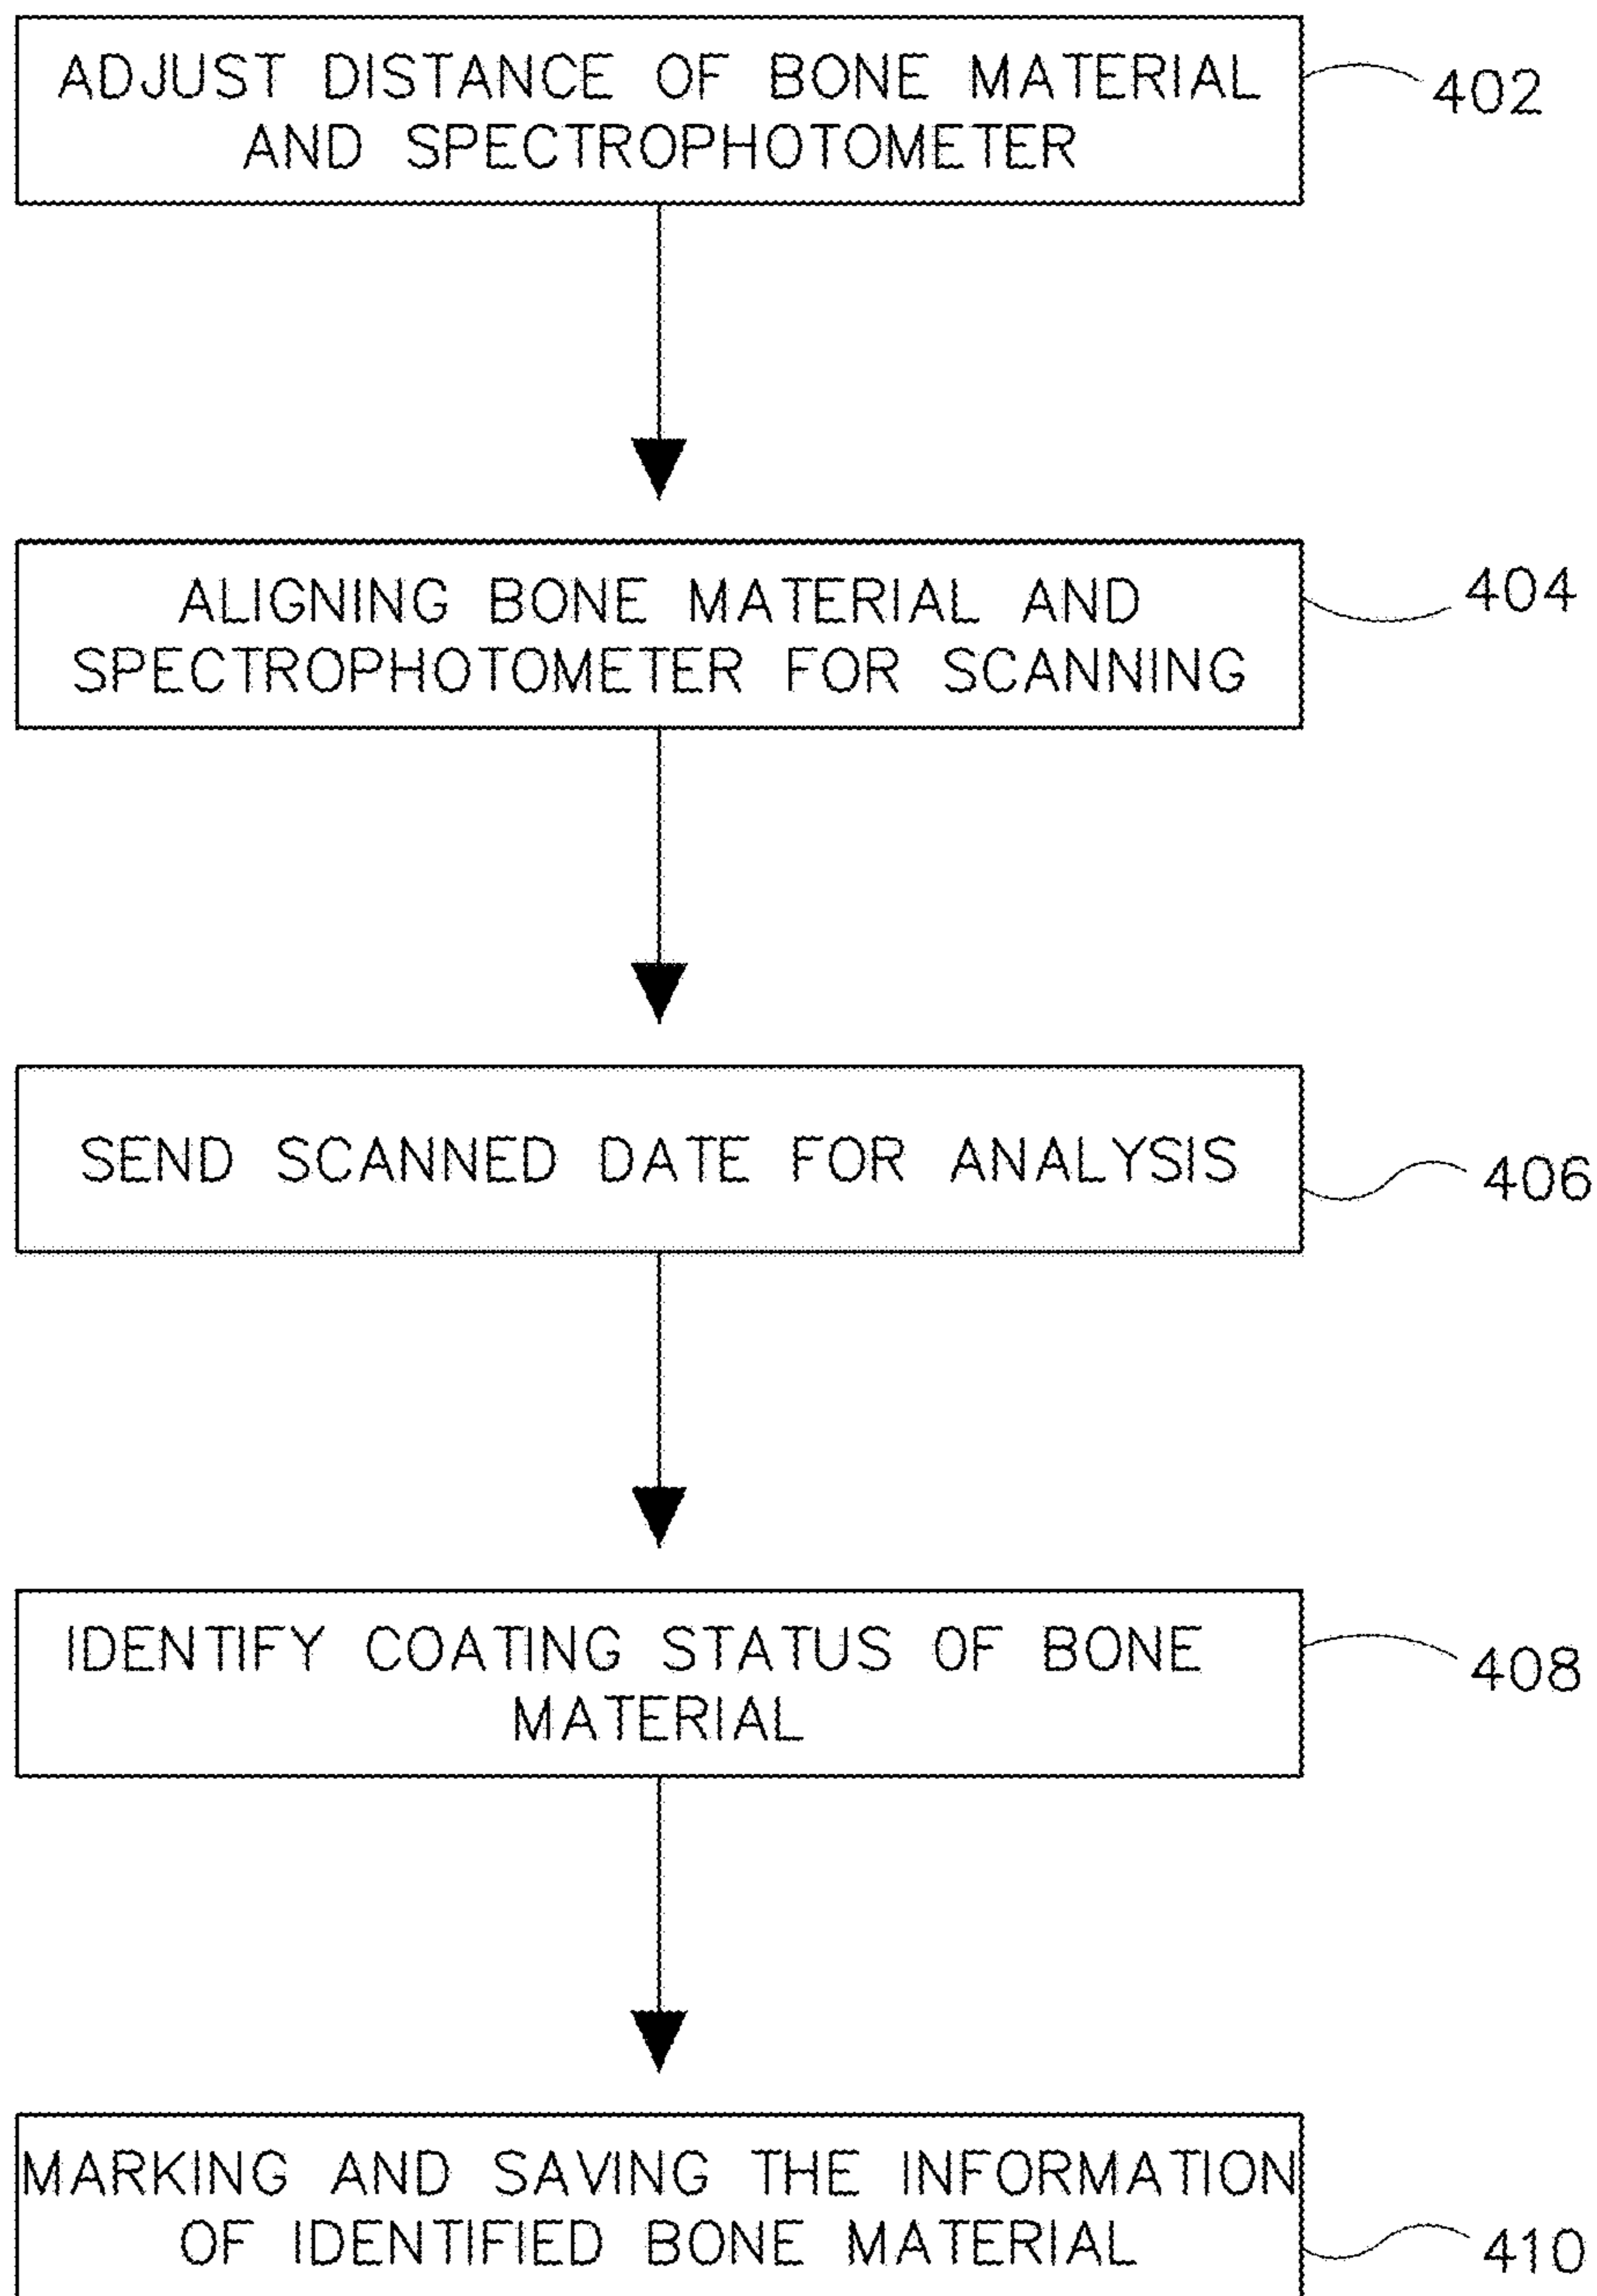 ADJUST DISTANCE OF BONE MATERIAL
AND SPECTROPHOTOMETER
402
ALIGNING BONE MATERIAL AND
SPECTROPHOTOMETER FOR SCANNING
404
SEND SCANNED DATE FOR ANALYSIS
406
IDENTIFY COATING STATUS OF BONE
MATERIAL
408
MARKING AND SAVING THE INFORMATION
OF IDENTIFIED BONE MATERIAL
410